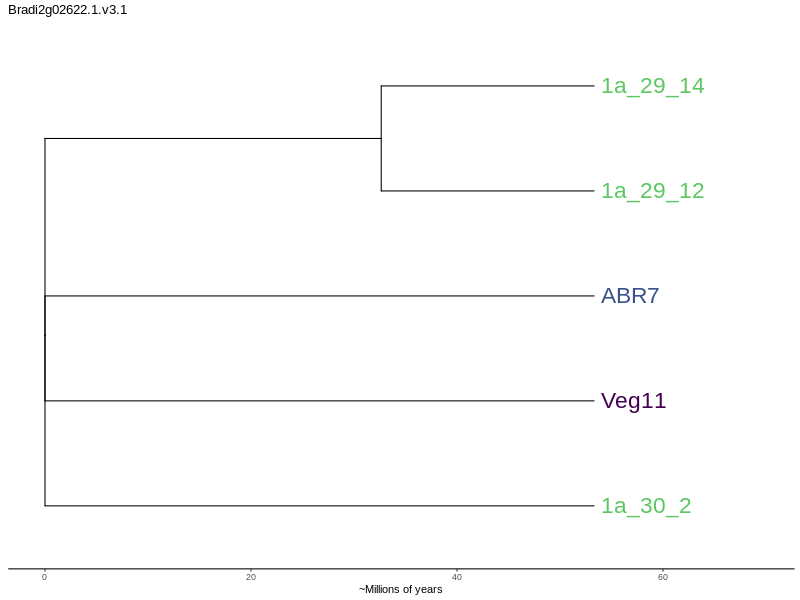 Bradi2g02622.1.v3.1
1a_29_14
1a_29_12
ABR7
Veg11
1a_30_2
0 20 40 60
~Millions of years